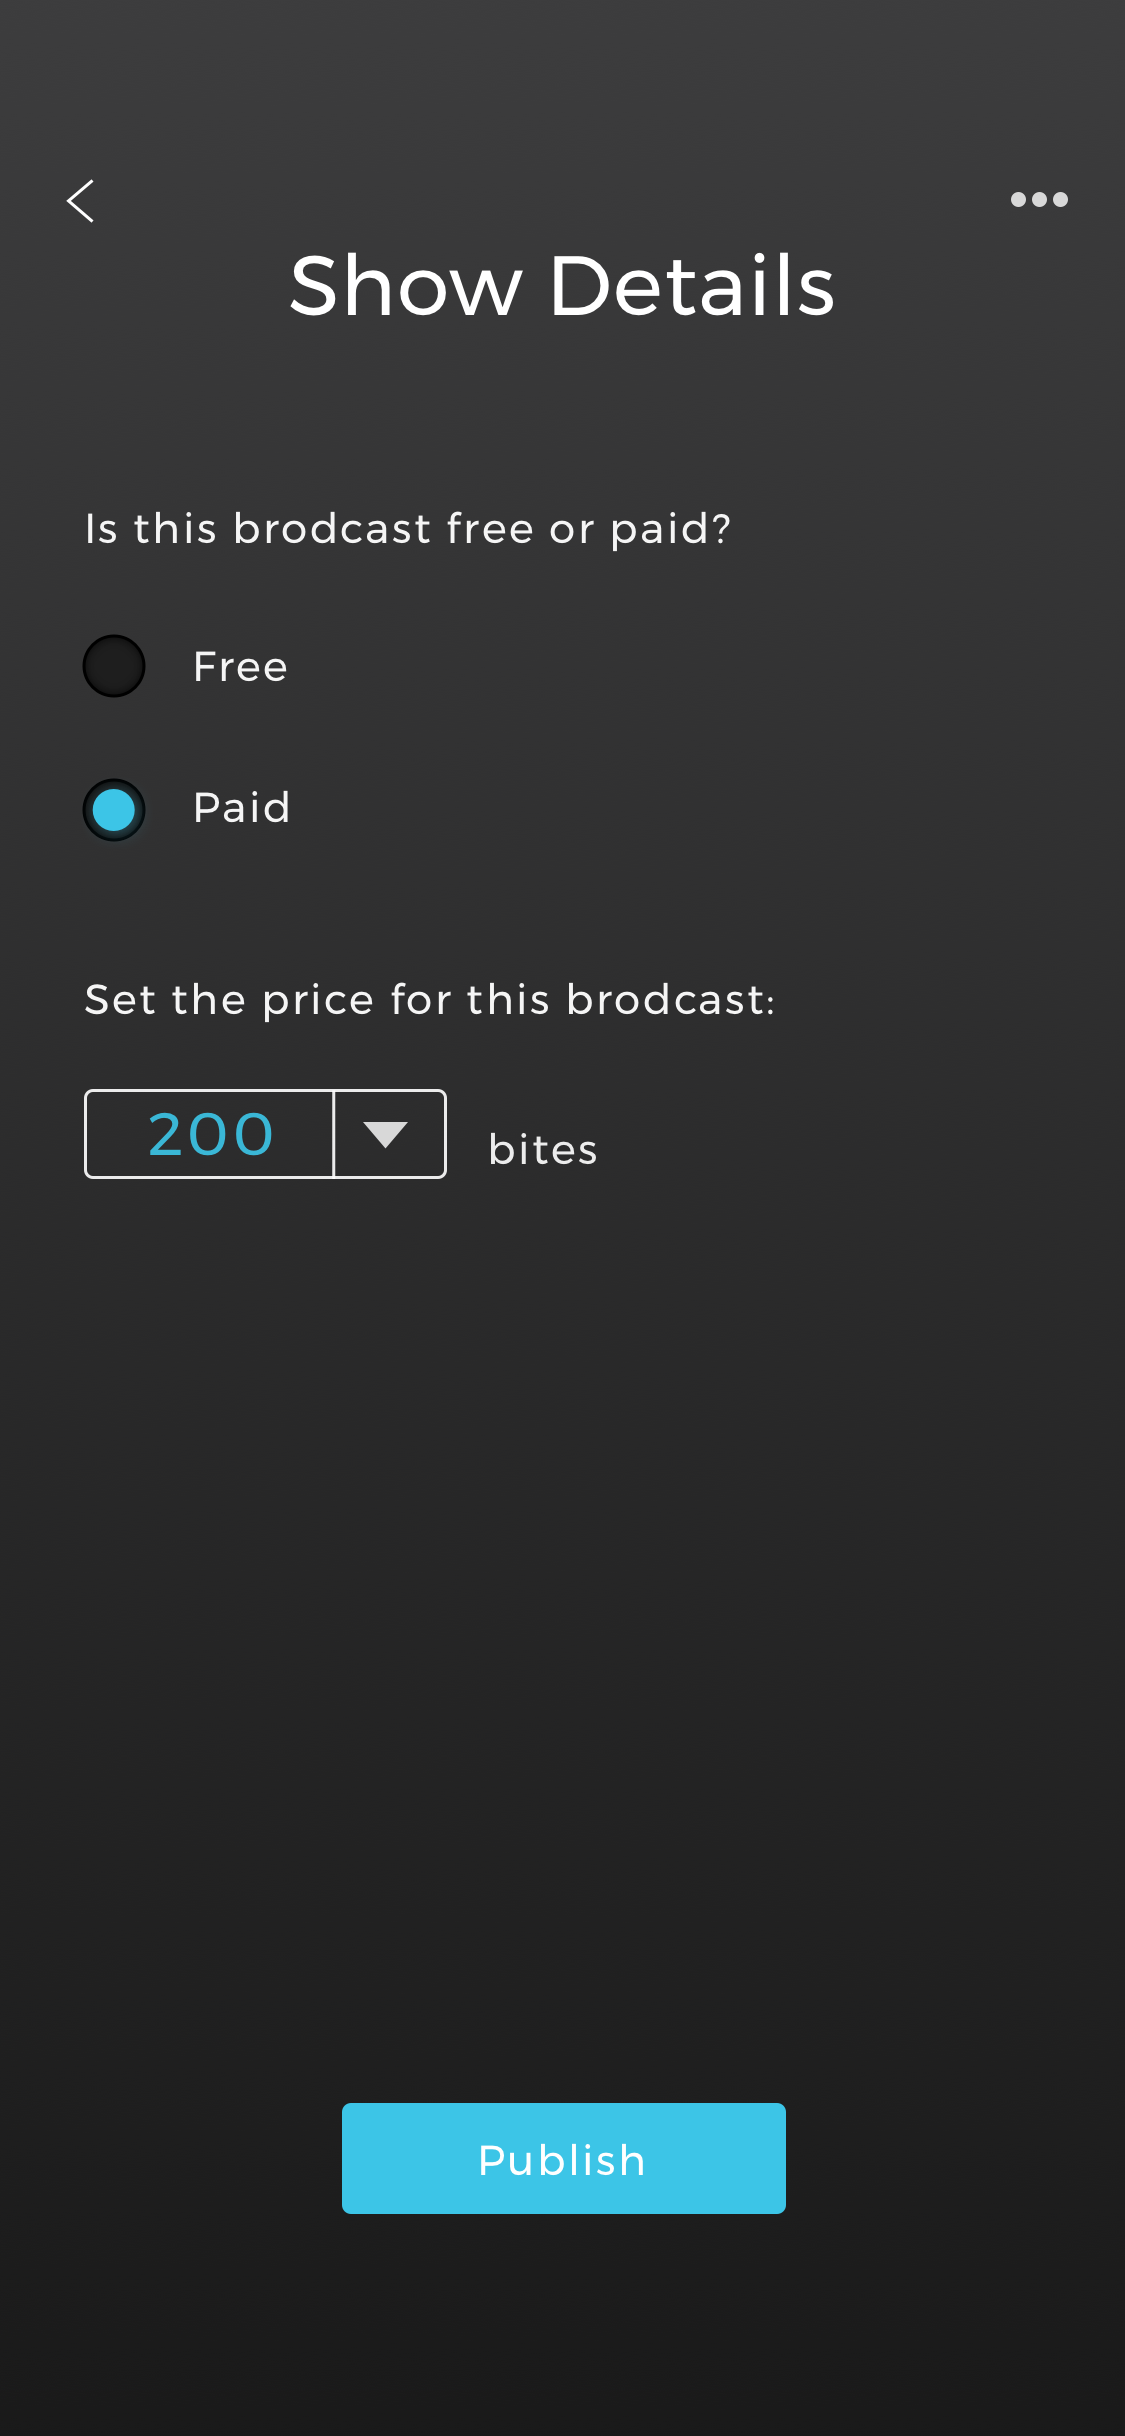 Show Details
Is this brodcast free or paid?
Free
Paid
Set the price for this brodcast:
200
bites
Publish